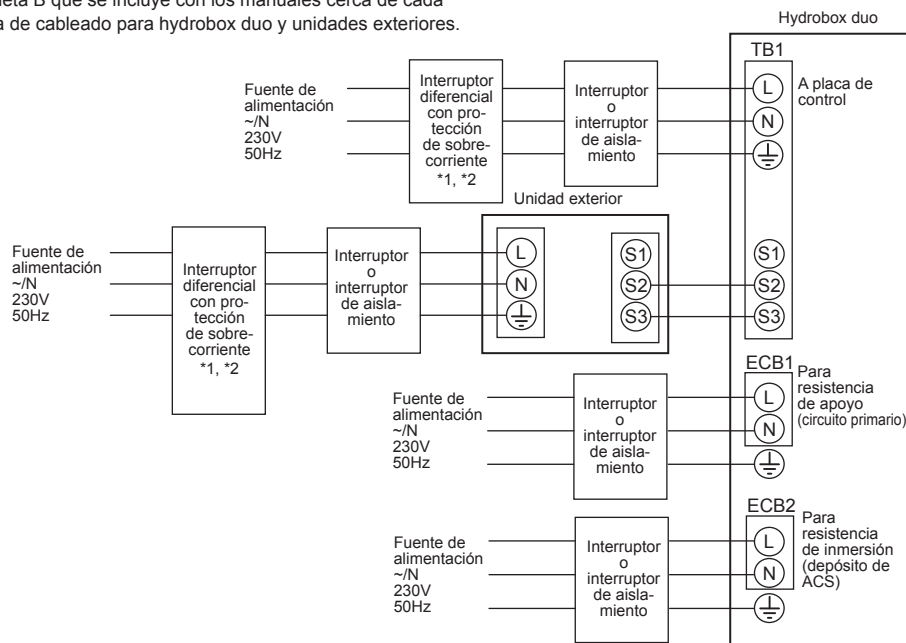 que se incluye con los manuales cerca de cada
de cableado para hydrobox duo y unidades exteriores.
Hydrobox duo
TB1
Fuente de
alimentación
~/N
230V
50Hz
Interruptor
diferencial
con pro-
tección
de sobre-
corriente
*1, *2
Interruptor
o
interruptor
de aisla-
miento
L
N
A placa de
control
Unidad exterior
Fuente de
alimentación
~/N
230V
50Hz
Interruptor
diferencial
con pro-
tección
de sobre-
corriente
*1, *2
Interruptor
o
interruptor
de aisla-
miento
L
N
S1
S2
S3
S1
S2
S3
ECB1
Fuente de
alimentación
~/N
230V
50Hz
Interruptor
o
interruptor
de aisla-
miento
L
N
Para
resistencia
de apoyo
(circuito primario)
ECB2
Fuente de
alimentación
~/N
230V
50Hz
Interruptor
o
interruptor
de aisla-
miento
L
N
Para
resistencia
de inmersión
(depósito de
ACS)